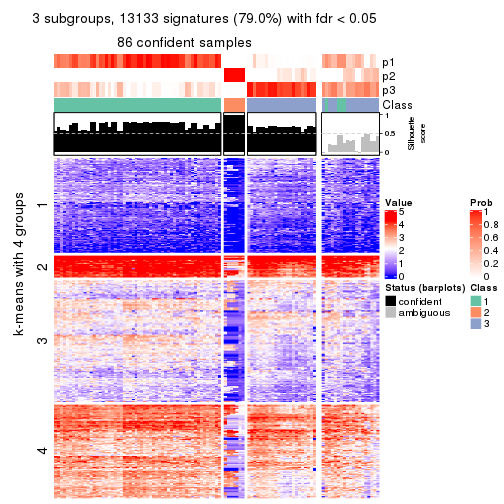 3 subgroups, 13133 signatures (79.0%) with fdr < 0.05
86 confident samples
p1
p2
p3
Class
1
0.5
0
Silhouette
score
k-means with 4 groups
1
2
3
4
Value
5
4
3
2
1
0
Prob
1
0.8
0.6
0.4
0.2
0
Status (barplots)
confident
ambiguous
Class
1
2
3